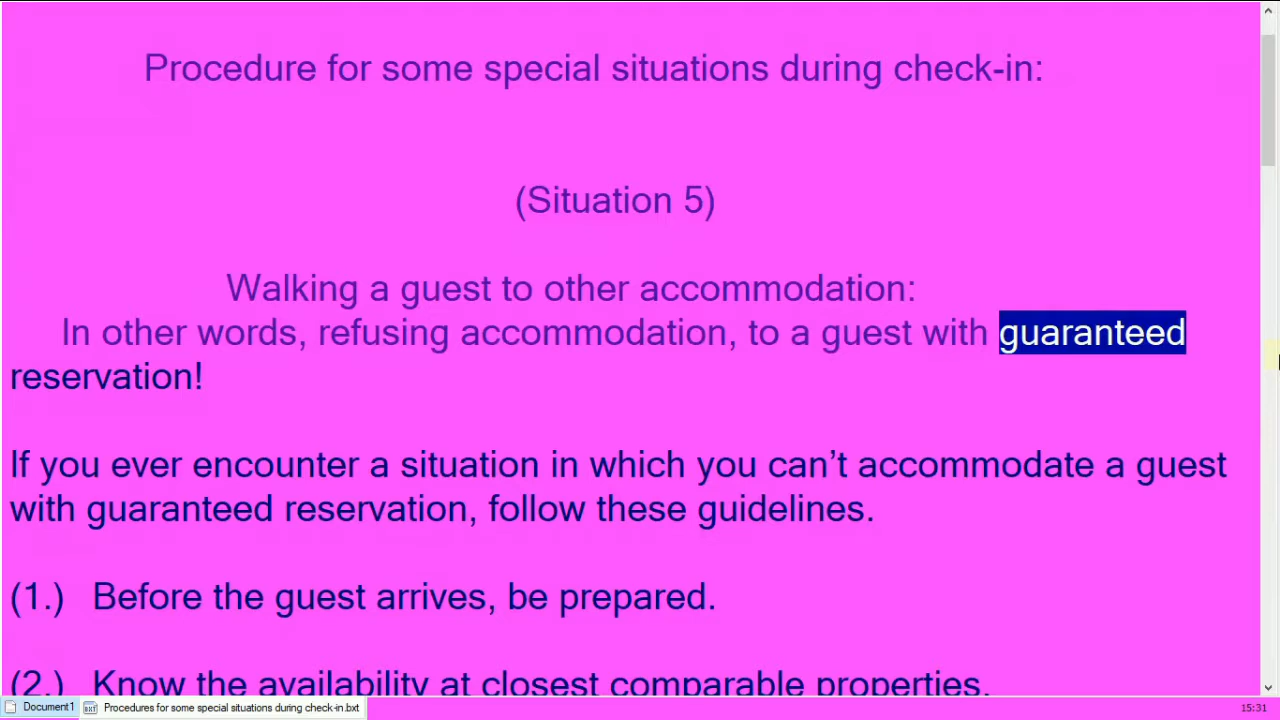 Procedure for some special situations during check-in:
(Situation 5)
Walking a guest to other accommodation:
In other words, refusing accommodation, to a guest with guaranteed
reservation!
If you ever encounter a situation in which you can’t accommodate a guest
with guaranteed reservation, follow these guidelines.
(1.) Before the guest arrives, be prepared.
(2.) Know the availability at closest comparable properties.
Document1 Procedures for some special situations during check-in.bxt 15:31